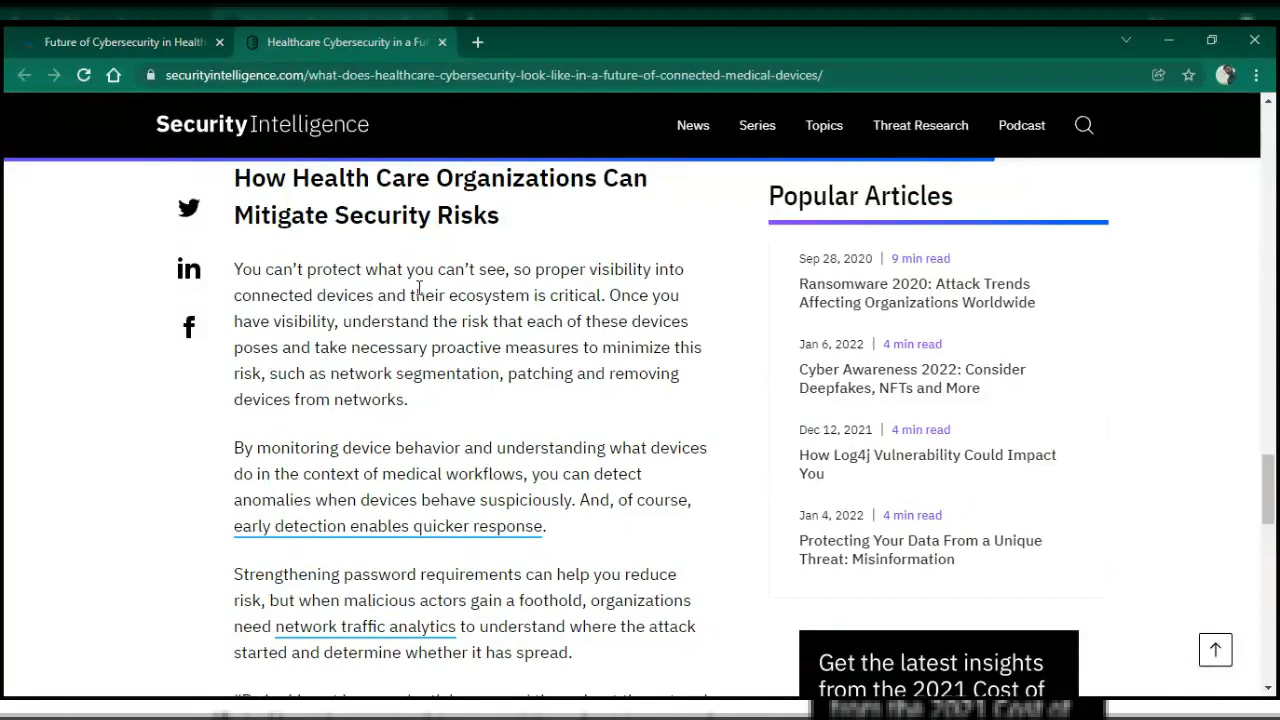 Future of Cybersecurity in Health
Healthcare Cybersecurity in a Fu
securityintelligence.com/what-does-healthcare-cybersecurity-look-like-in-a-future-of-connected-medical-devices/
SecurityIntelligence
News
Series
Topics
Threat Research
Podcast
How Health Care Organizations Can
Mitigate Security Risks
You can’t protect what you can’t see, so proper visibility into
connected devices and their ecosystem is critical. Once you
have visibility, understand the risk that each of these devices
poses and take necessary proactive measures to minimize this
risk, such as network segmentation, patching and removing
devices from networks.
By monitoring device behavior and understanding what devices
do in the context of medical workflows, you can detect
anomalies when devices behave suspiciously. And, of course,
early detection enables quicker response.
Strengthening password requirements can help you reduce
risk, but when malicious actors gain a foothold, organizations
need network traffic analytics to understand where the attack
started and determine whether it has spread.
Popular Articles
Sep 28, 2020 | 9 min read
Ransomware 2020: Attack Trends
Affecting Organizations Worldwide
Jan 6, 2022 | 4 min read
Cyber Awareness 2022: Consider
Deepfakes, NFTs and More
Dec 12, 2021 | 4 min read
How Log4j Vulnerability Could Impact
You
Jan 4, 2022 | 4 min read
Protecting Your Data From a Unique
Threat: Misinformation
Get the latest insights
from the 2021 Cost of
from the 2021 Cost of